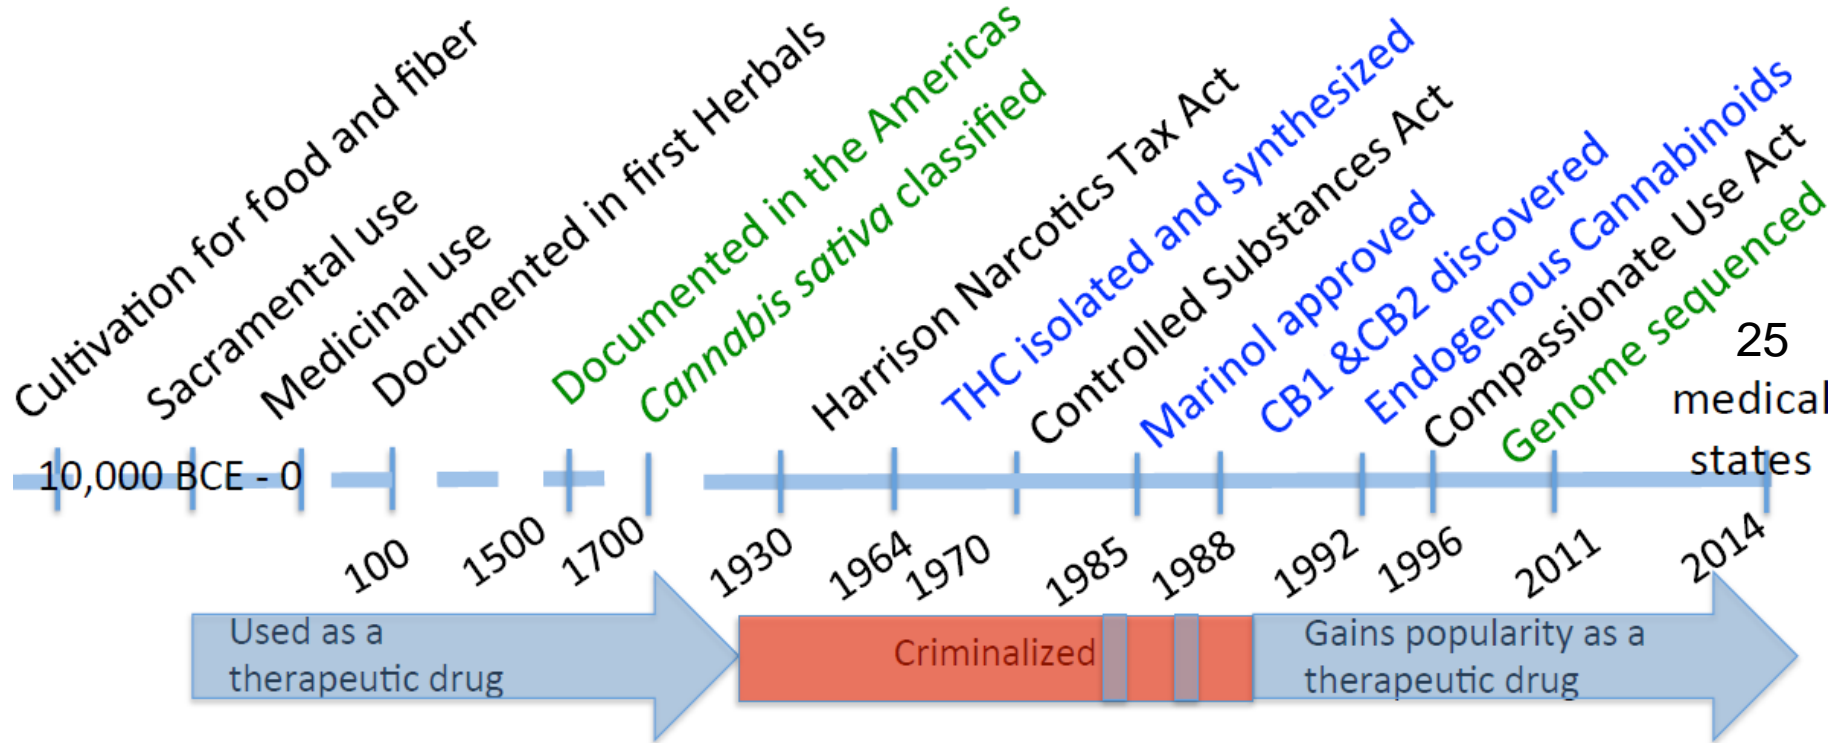 Cultivation for food and fiber
Sacramental use
Medicinal use
Documented in first Herbals
Documented in the Americas
Cannabis sativa classified
Harrison Narcotics Tax Act
THC isolated and synthesized
Controlled Substances Act
Marinol approved
CB1 &CB2 discovered
Endogenous Cannabinoids
Compassionate Use Act
Genome sequenced
25
medical
states
10,000 BCE - 0
100
1500
1700
1930
1964
1970
1985
1988
1992
1996
2011
2014
Used as a
therapeutic drug
Criminalized
Gains popularity as a
therapeutic drug